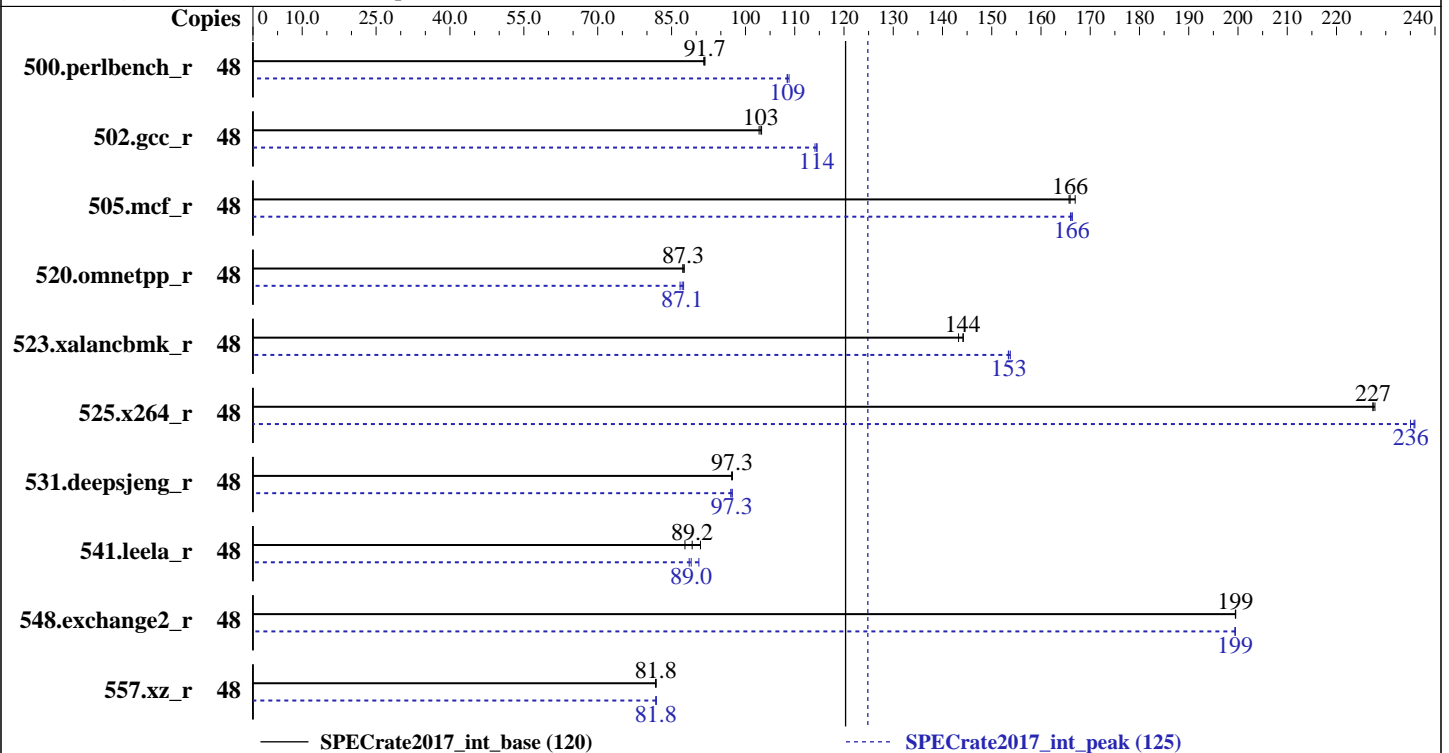 Copies 0 10.0 25.0 40.0 55.0 70.0 85.0 100 110 120 130 140 150 160 170 180 190 200 210 220 240
500.perlbench_r 48 91.7
109
502.gcc_r 48 103
114
505.mcf_r 48 166
166
520.omnetpp_r 48 87.3
87.1
523.xalancbmk_r 48 144
153
525.x264_r 48 227
236
531.deepsjeng_r 48 97.3
97.3
541.leela_r 48 89.2
89.0
548.exchange2_r 48 199
199
557.xz_r 48 81.8
81.8
SPECrate2017_int_base (120) SPECrate2017_int_peak (125)